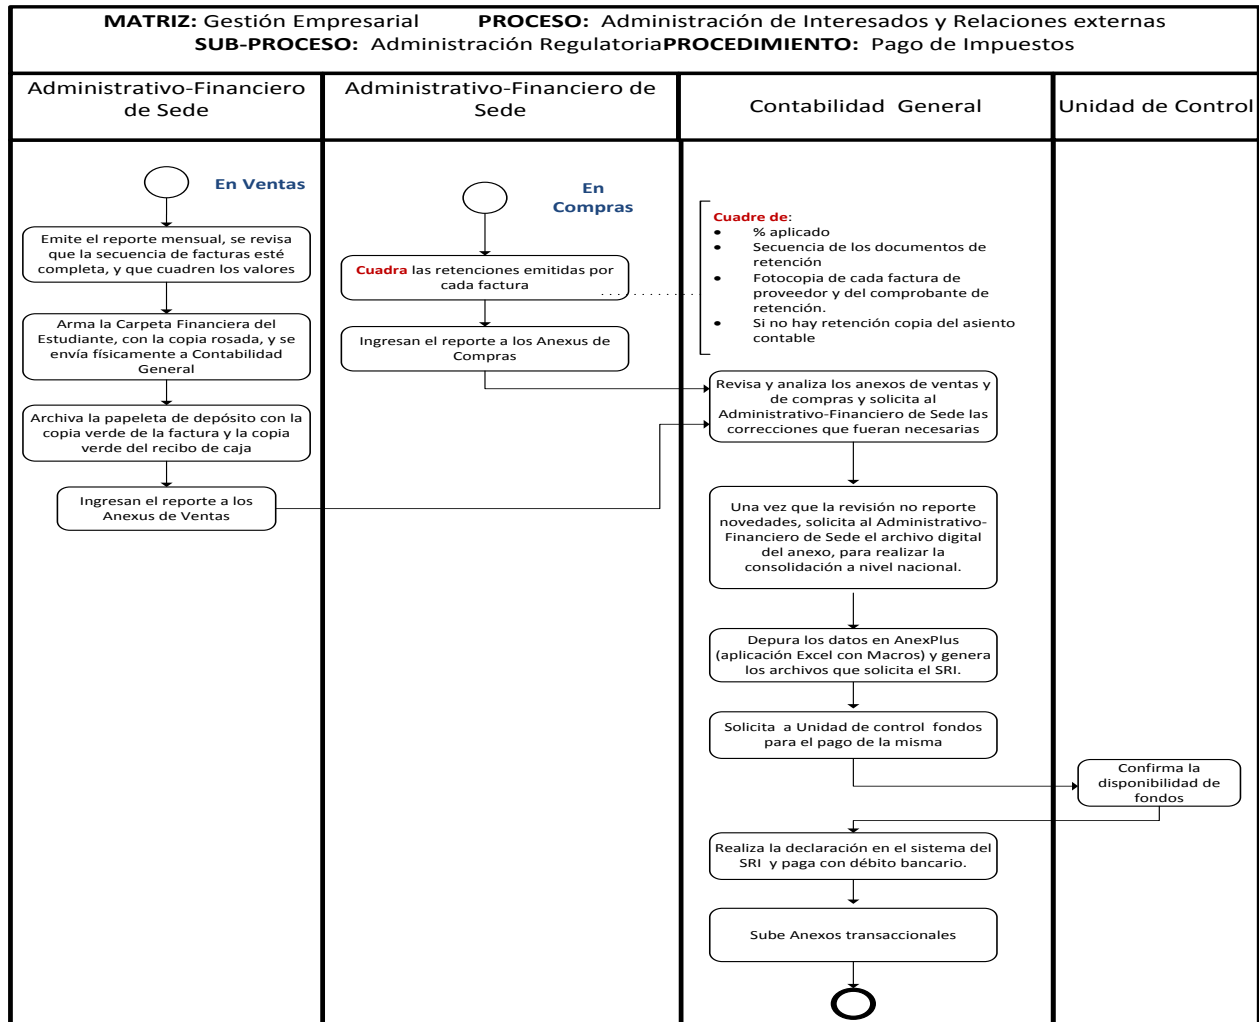 MATRIZ: Gestión Empresarial PROCESO: Administración de Interesados y Relaciones externas
SUB-PROCESO: Administración RegulatoriaPROCEDIMIENTO: Pago de Impuestos
Administrativo-Financiero
de Sede
Administrativo-Financiero de
Sede
Contabilidad General
Unidad de Control
En Ventas
Emite el reporte mensual, se revisa
que la secuencia de facturas esté
completa, y que cuadren los valores
Arma la Carpeta Financiera del
Estudiante, con la copia rosada, y se
envía físicamente a Contabilidad
General
Archiva la papeleta de depósito con la
copia verde de la factura y la copia
verde del recibo de caja
Ingresan el reporte a los
Anexus de Ventas
En
Compras
Cuadra las retenciones emitidas por
cada factura
Ingresan el reporte a los Anexus de
Compras
Cuadre de:
• % aplicado
• Secuencia de los documentos de
retención
• Fotocopia de cada factura de
proveedor y del comprobante de
retención.
• Si no hay retención copia del asiento
contable
Revisa y analiza los anexos de ventas y
de compras y solicita al
Administrativo-Financiero de Sede las
correcciones que fueran necesarias
Una vez que la revisión no reporte
novedades, solicita al Administrativo-
Financiero de Sede el archivo digital
del anexo, para realizar la
consolidación a nivel nacional.
Depura los datos en AnexPlus
(aplicación Excel con Macros) y genera
los archivos que solicita el SRI.
Solicita a Unidad de control fondos
para el pago de la misma
Confirma la
disponibilidad de
fondos
Realiza la declaración en el sistema del
SRI y paga con débito bancario.
Sube Anexos transaccionales